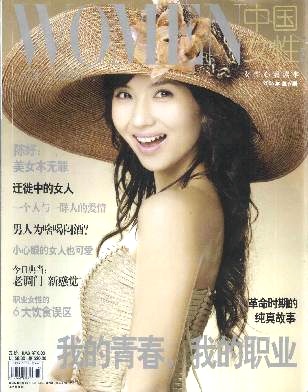 WOMEN 中国
女性
陈好:
美女本无罪
迁徙中的女人
一个人与一群人的爱情
男人为啥喝闷酒?
小心眼的女人也可爱
今日典当:
老调门 新感觉
职业女性的
6大饮食误区
革命时期的
纯真故事
我的青春 我的职业